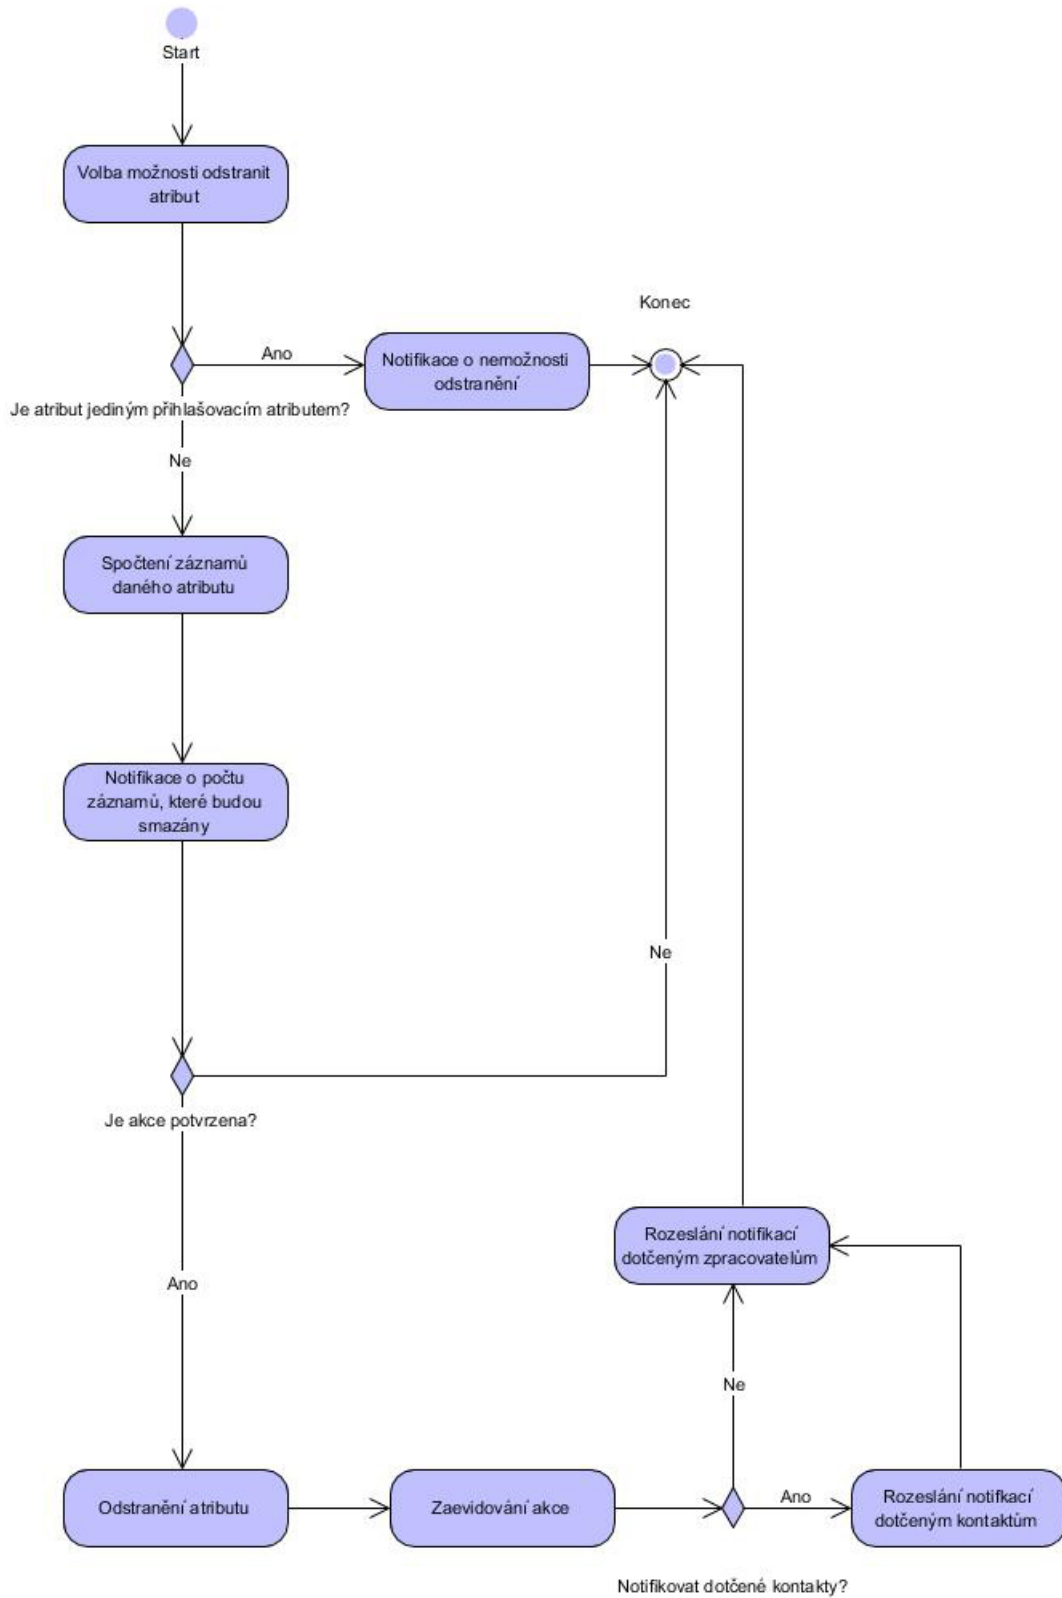 Start
Volba možnosti odstranit
atribut
Konec
Ano
Notifikace o nemožnosti
odstranění
Je atribut jediným přihlašovacím atributem?
Ne
Spočtení záznamů
daného atributu
Notifikace o počtu
záznamů, které budou
smazány
Ne
Je akce potvrzena?
Ano
Rozeslání notifikací
dotčeným zpracovatelům
Ne
Odstranění atributu
Zaevidování akce
Ano
Rozeslání notifkací
dotčeným kontaktům
Notifikovat dotčené kontakty?